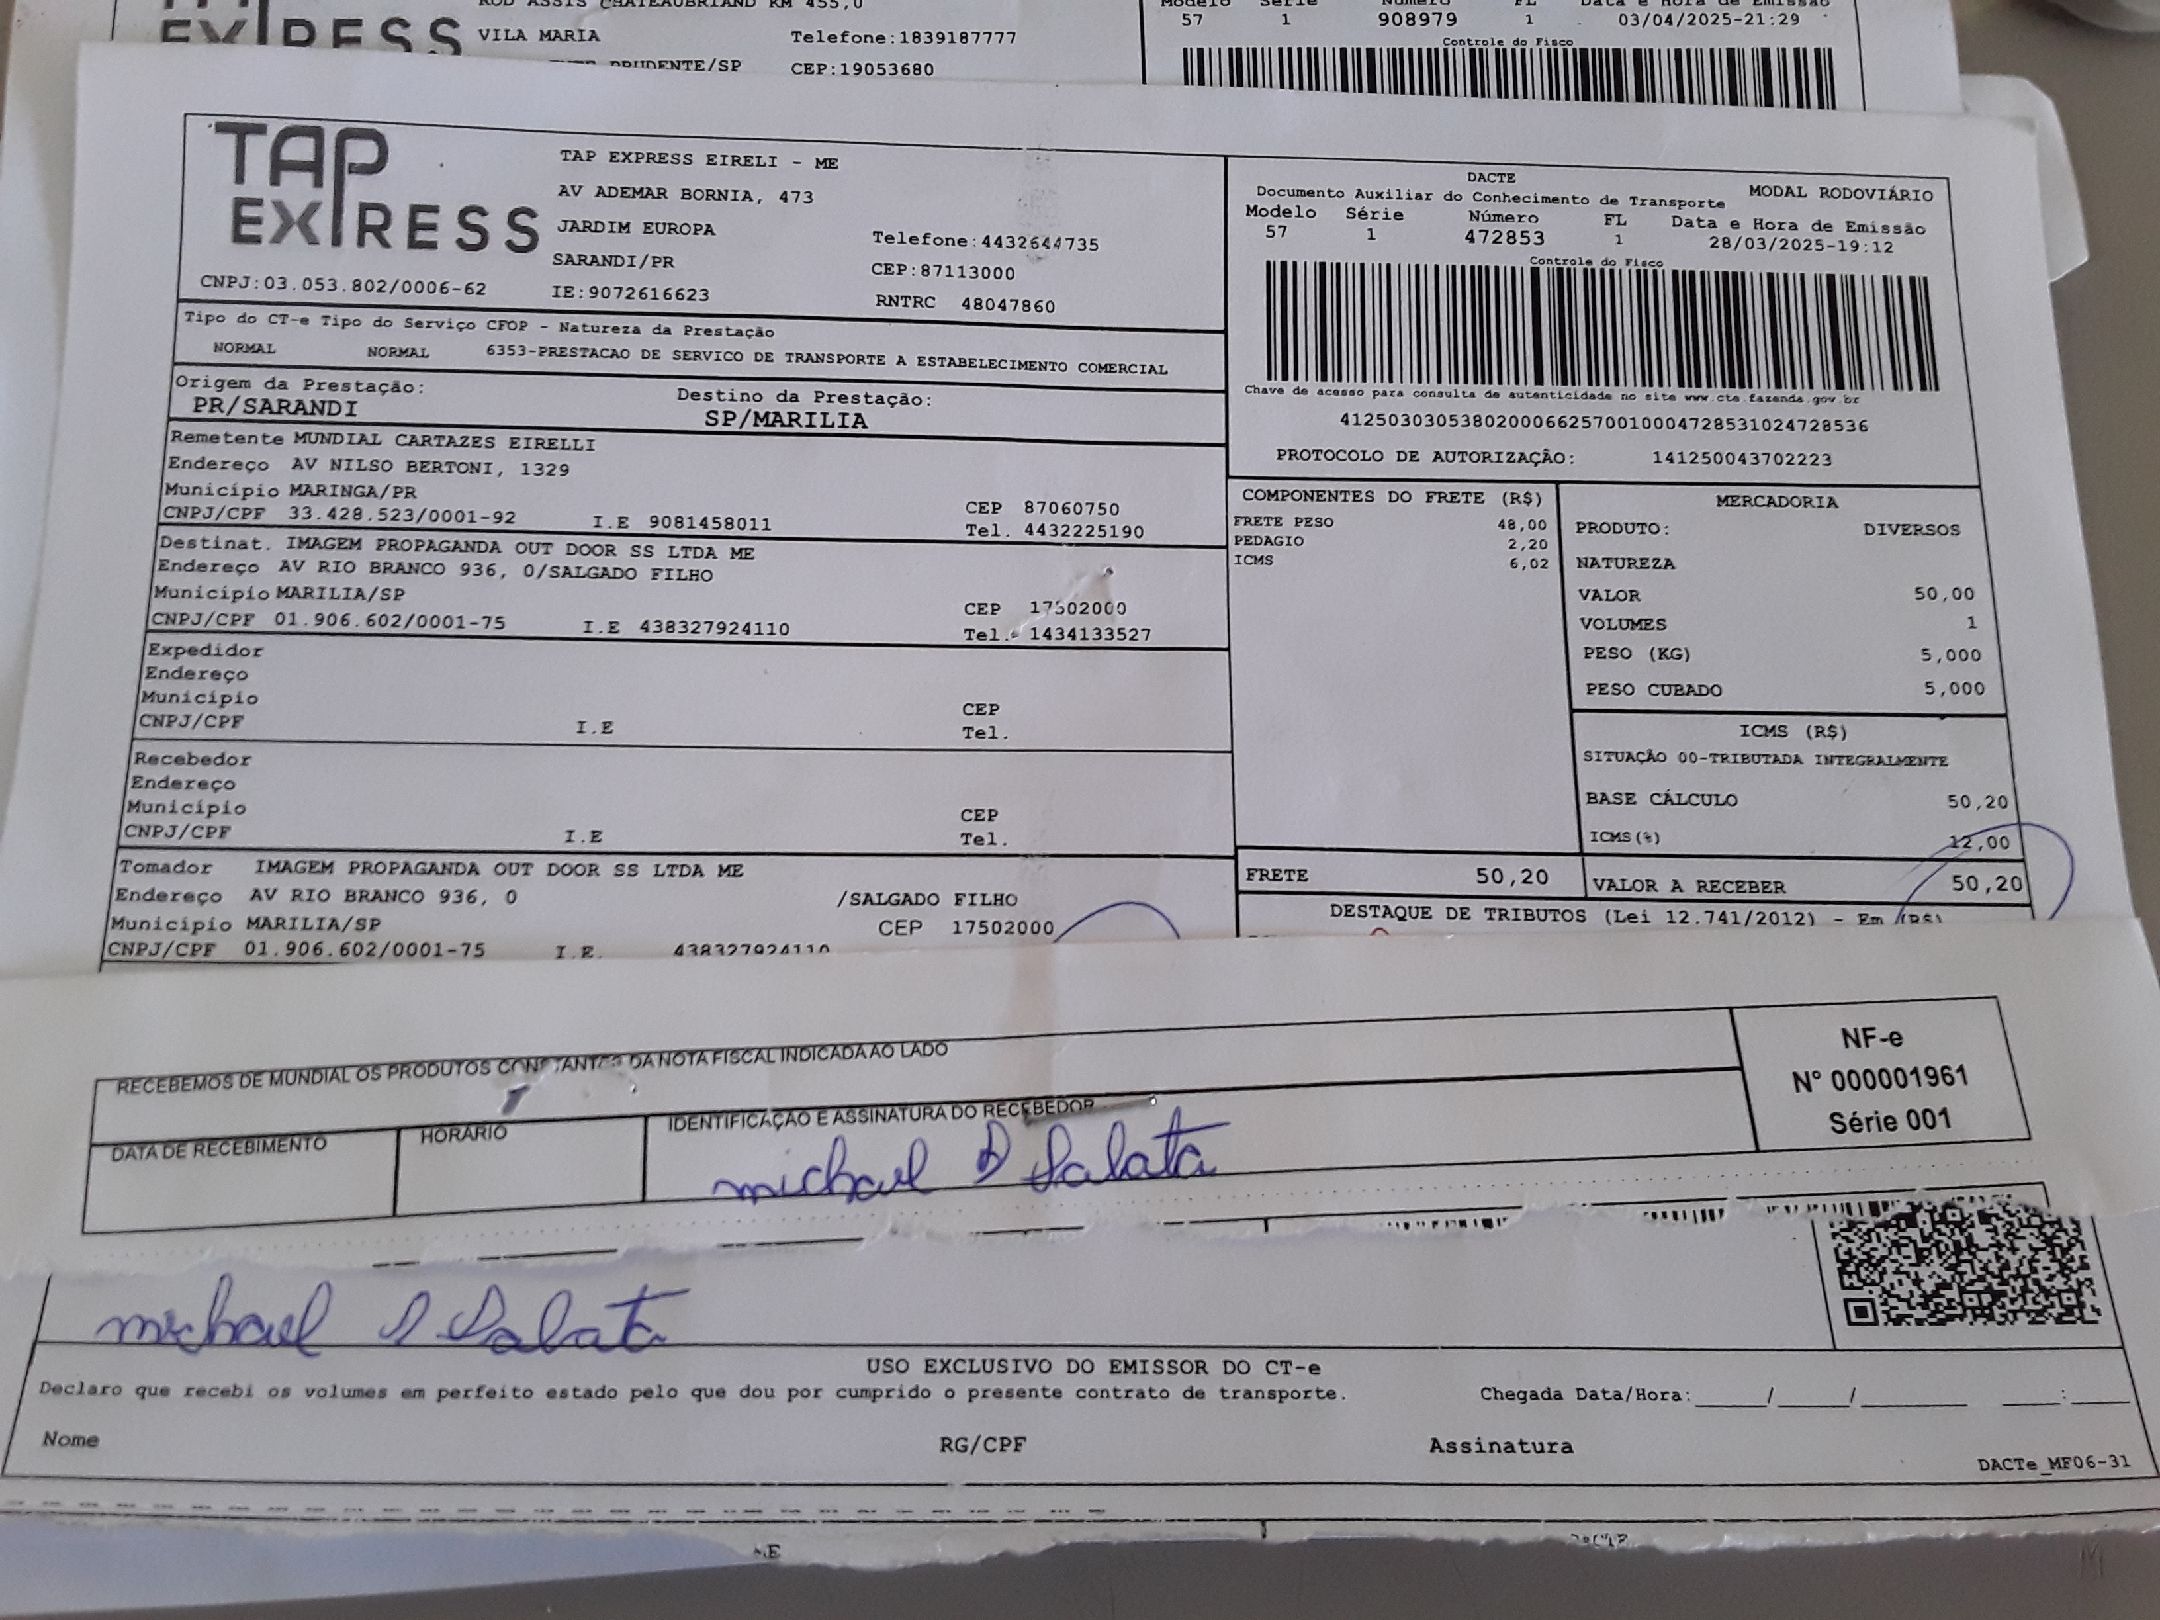 VILA MARIA
Telefone:1839187777
PRUDENTE/SP
CEP:19053680
EXPRESS
57 1 908979 1 03/04/2025-21:29
Controle do Fisco
TAP EXPRESS
TAP EXPRESS EIRELI - ME
AV ADEMAR BORNIA, 473
JARDIM EUROPA
Telefone:4432644735
SARANDI/PR
CEP:87113000
CNPJ:03.053.802/0006-62
IE:9072616623
RNTRC 48047860
DACTE
Documento Auxiliar do Conhecimento de Transporte
MODAL RODOVIÁRIO
Modelo Série Número FL Data e Hora de Emissão
57 1 472853 1 28/03/2025-19:12
Controle do Fisco
Chave de acesso para consulta de autenticidade no site www.cte.fazenda.gov.br
41250303053802000662570010004728531024728536
PROTOCOLO DE AUTORIZAÇÃO: 141250043702223
Tipo do CT-e Tipo do Serviço CFOP - Natureza da Prestação
NORMAL NORMAL 6353-PRESTACAO DE SERVICO DE TRANSPORTE A ESTABELECIMENTO COMERCIAL
Origem da Prestação: Destino da Prestação:
PR/SARANDI SP/MARILIA
Remetente MUNDIAL CARTAZES EIRELLI
Endereço AV NILSO BERTONI, 1329
Município MARINGA/PR CEP 87060750
CNPJ/CPF 33.428.523/0001-92 I.E 9081458011 Tel. 4432225190
Destinat. IMAGEM PROPAGANDA OUT DOOR SS LTDA ME
Endereço AV RIO BRANCO 936, 0/SALGADO FILHO
Município MARILIA/SP CEP 17502000
CNPJ/CPF 01.906.602/0001-75 I.E 438327924110 Tel. 1434133527
Expedidor
Endereço
Município CEP
CNPJ/CPF I.E Tel.
Recebedor
Endereço
Município CEP
CNPJ/CPF I.E Tel.
Tomador IMAGEM PROPAGANDA OUT DOOR SS LTDA ME
Endereço AV RIO BRANCO 936, 0 /SALGADO FILHO
Município MARILIA/SP CEP 17502000
CNPJ/CPF 01.906.602/0001-75 I.E. 438327924110
COMPONENTES DO FRETE (R$)
FRETE PESO 48,00
PEDAGIO 2,20
ICMS 6,02
FRETE 50,20
MERCADORIA
PRODUTO: DIVERSOS
NATUREZA
VALOR 50,00
VOLUMES 1
PESO (KG) 5,000
PESO CUBADO 5,000
ICMS (R$)
SITUAÇÃO 00-TRIBUTADA INTEGRALMENTE
BASE CÁLCULO 50,20
ICMS(%) 12,00
VALOR A RECEBER 50,20
DESTAQUE DE TRIBUTOS (Lei 12.741/2012) - Em (R$)
RECEBEMOS DE MUNDIAL OS PRODUTOS CONSTANTES DA NOTA FISCAL INDICADA AO LADO
DATA DE RECEBIMENTO
HORÁRIO
IDENTIFICAÇÃO E ASSINATURA DO RECEBEDOR
michael D Salata
NF-e
N° 000001961
Série 001
michael D Salata
USO EXCLUSIVO DO EMISSOR DO CT-e
Declaro que recebi os volumes em perfeito estado pelo que dou por cumprido o presente contrato de transporte. Chegada Data/Hora:_____/_____/_______ ____:____
Nome RG/CPF Assinatura
DACTe_MF06-31